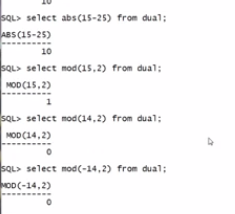 10
SQL> select abs(15-25) from dual;
ABS(15-25)
----------
10
SQL> select mod(15,2) from dual;
MOD(15,2)
----------
1
SQL> select mod(14,2) from dual;
MOD(14,2)
----------
0
SQL> select mod(-14,2) from dual;
MOD(-14,2)
----------
0